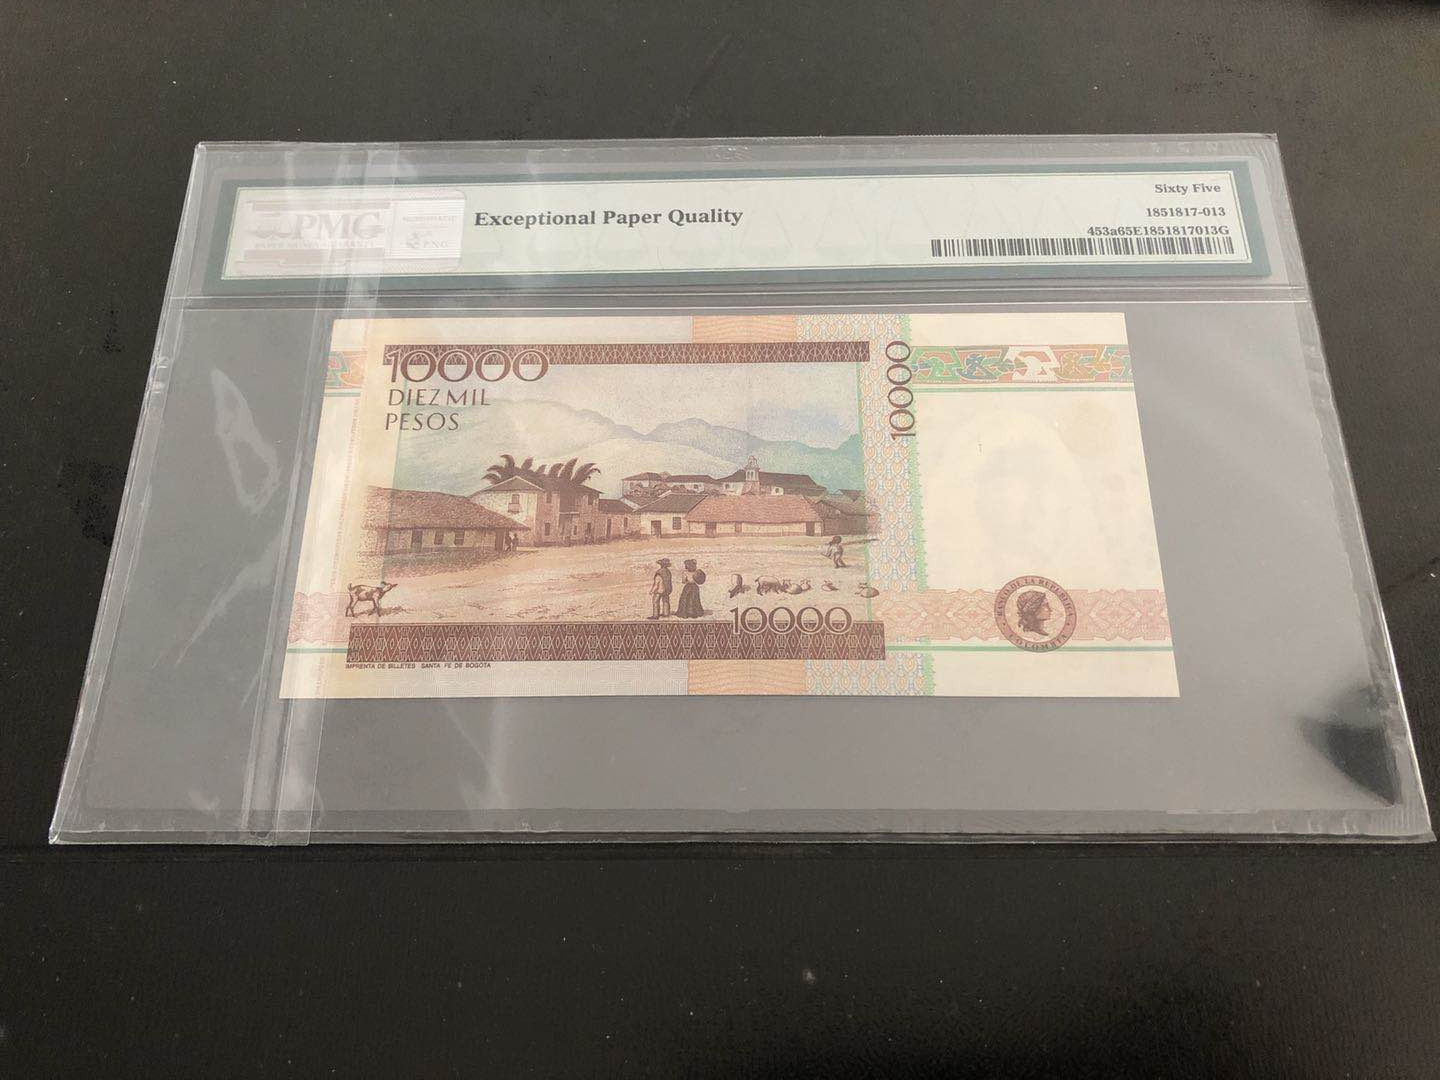 PMG
PNG
Exceptional Paper Quality
Sixty Five
1851817-013
453a65E1851817013G
10000
DIEZ MIL
PESOS
10000
10000
BANCO DE LA REPUBLICA
COLOMBIA
IMPRENTA DE BILLETES SANTA FE DE BOGOTA